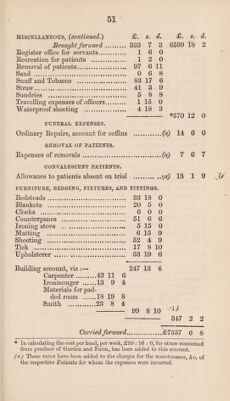 51
MISCELLANEOUS, (continued.) £. s. d. £. s. d.
Brought forward ........ 333 7 3 6599 18 2
Register office for servants........... 1 6 0
Recreation for patients .............. 1 2 0
Removal of patients.................. 97 6 11
Sand ................................ 0 6 8
Snuff and Tobacco .................. 83 17 6
Straw................................ 41 3 9
Sundries ............................ 5 8 8
Travelling expenses of officers........ 1 15 0
Waterproof sheeting ................ 4 18 3
*570 12 0
FUNERAL EXPENSES.
Ordinary Repairs, account for coffins ............(a) 14 6 0
REMOVAL OF PATIENTS.
Expenses of removals ............................(a) 7 6 7
CONVALESCENT PATIENTS.
Allowance to patients absent on trial ............(a) 18 1 9
FURNITURE, BEDDING, FIXTURES, AND FITTINGS.
Bedsteads .......................... 33 18 0
Blankets ............................ 20 5 0
Clocks .............................. 6 0 0
Counterpanes ...................... 51 6 6
Ironing stove ...................... 5 15 0
Matting ............................ 6 15 9
Sheeting ............................ 52 4 9
Tick ................................ 17 8 10
Upholsterer ........................ 53 19 6
Building account, viz :— 247 13 4
Carpenter ........43 11 6
Ironmonger ......13 9 4
Materials for pad-
ded room ......18 19 8
Smith ............23 8 4
99 8 10
347 2 2
Carried forward............£7557 6 8
* In calculating the cost per head, per week, £30 : 16 : 0, for straw consumed
from produce of Garden and Farm, has been added to this amount.
(a) These sums have been added to the charges for the maintenance, &c. of
the respective Patients for whom the expenses were incurred.